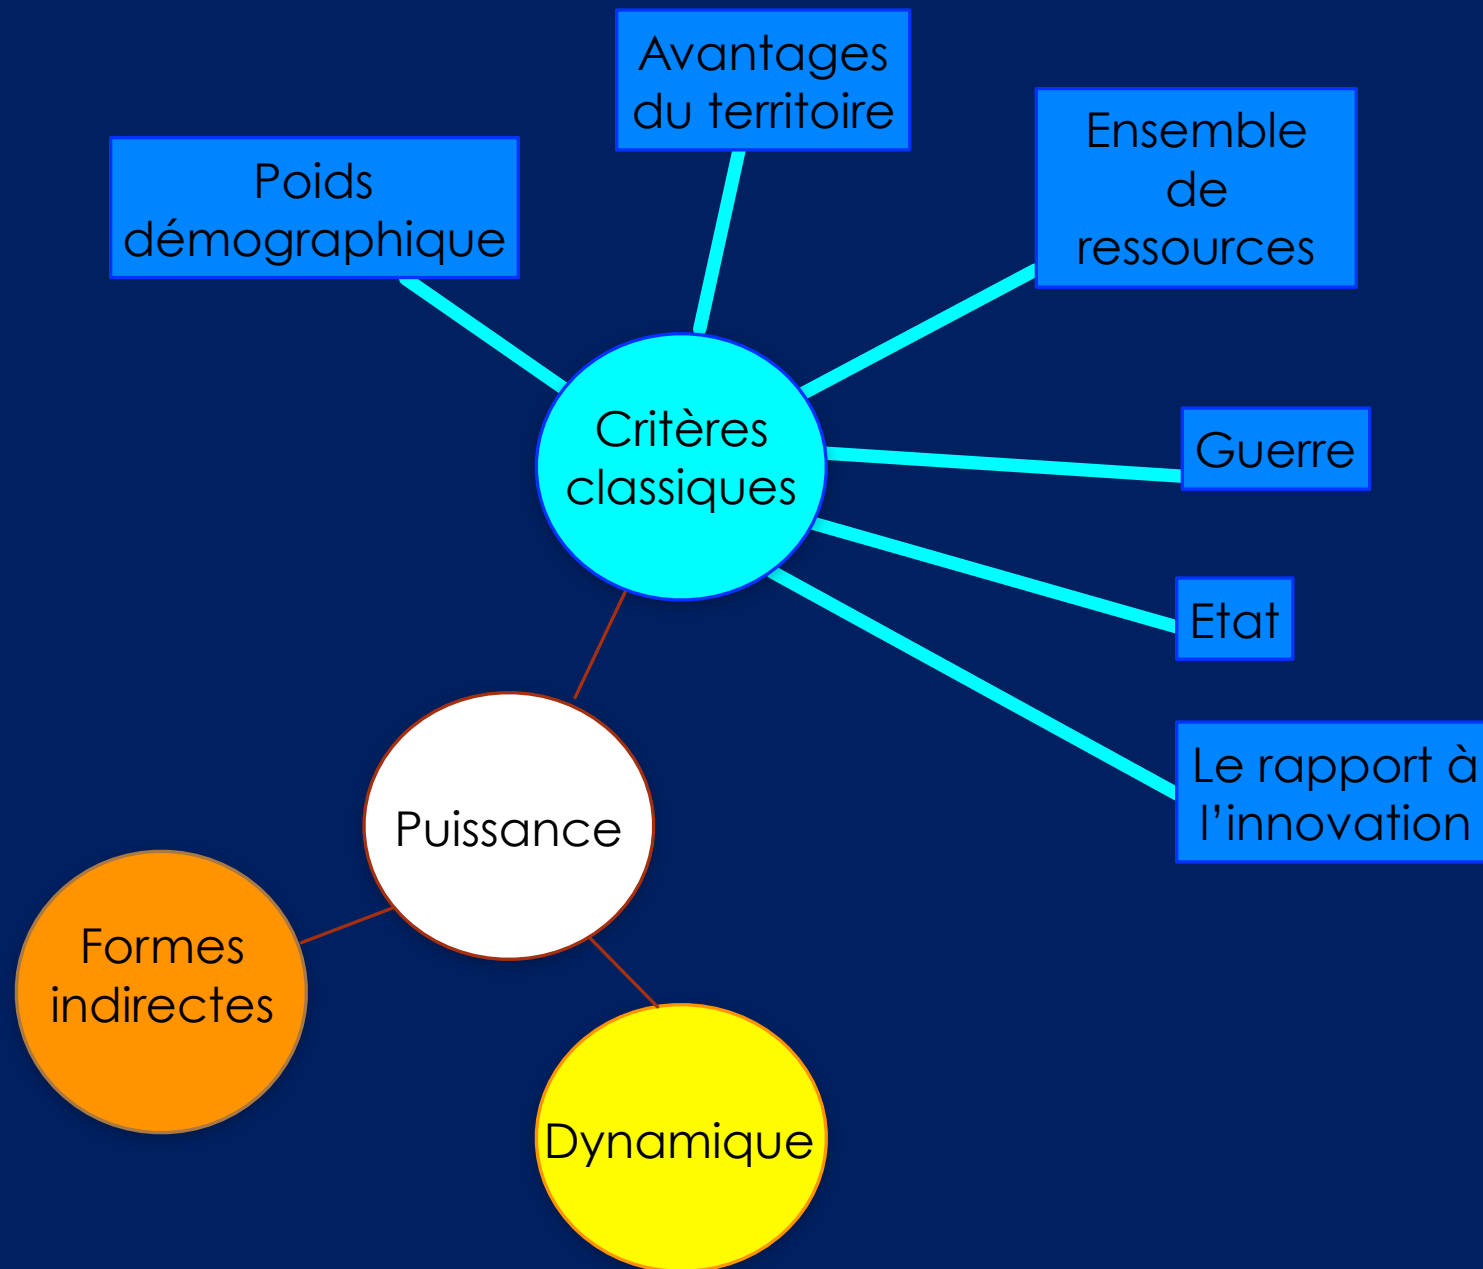 Avantages
du territoire
Ensemble
de
ressources
Poids
démographique
Critères
classiques
Guerre
Etat
Le rapport à
l’innovation
Puissance
Formes
indirectes
Dynamique